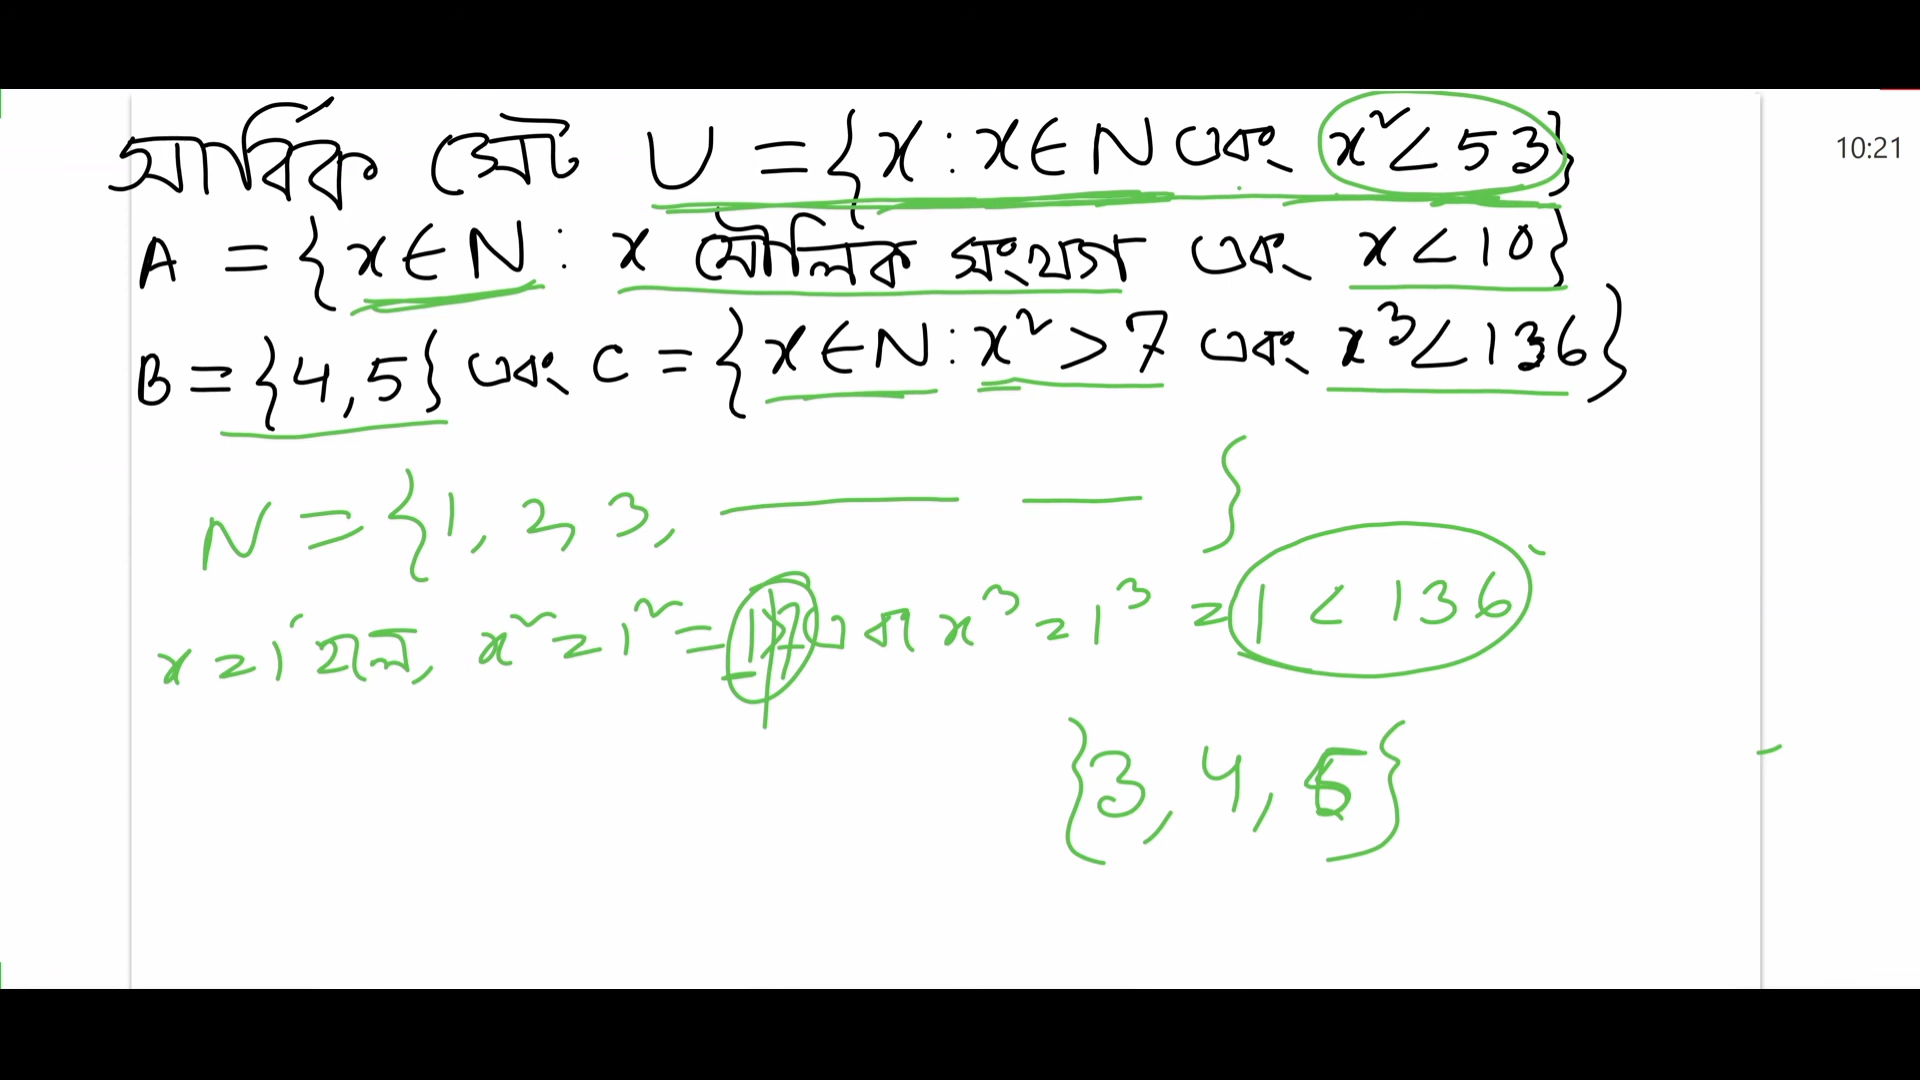 সার্বিক সেট U = {x : x∈N এবং x² < 53}
10:21
A = {x∈N : x মৌলিক সংখ্যা এবং x < 10}
B = {4, 5} এবং C = {x∈N : x² > 7 এবং x³ < 136}
N = {1, 2, 3, ——— —— }
x = 1 হলে, x² = 1² = 1 এবং x³ = 1³ = 1 < 136
{3, 4, 5}